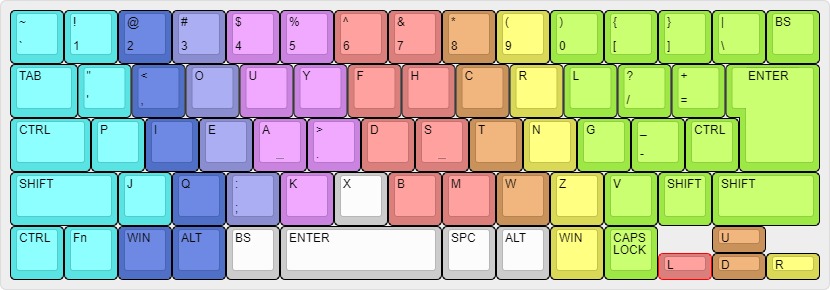 ~ ! @ # $ % ^ & * ( ) { } | BS
` 1 2 3 4 5 6 7 8 9 0 [ ] \
TAB " < O U Y F H C R L ? + ENTER
' , / =
CTRL P I E A > D S T N G _ CTRL
_ . _ -
SHIFT J Q : K X B M W Z V SHIFT SHIFT
;
CTRL Fn WIN ALT BS ENTER SPC ALT WIN CAPS U
LOCK
L D R